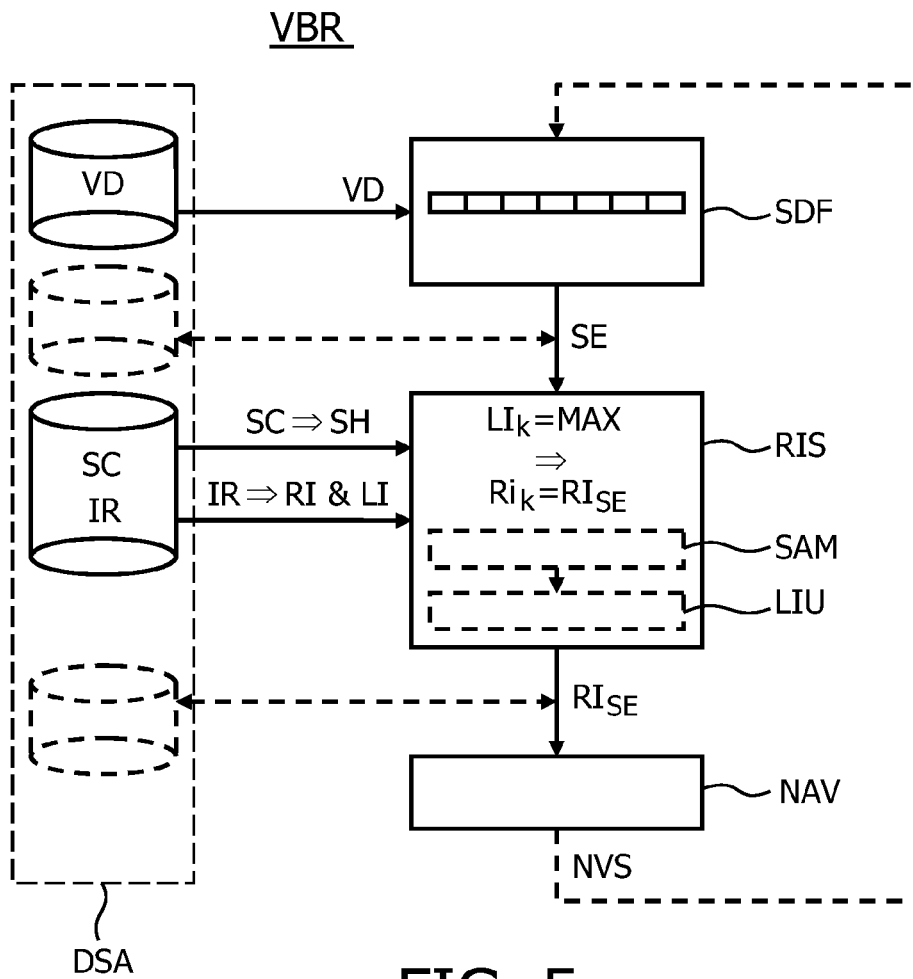 VBR
VD
VD
SDF
SE
SC ⇒ SH
LIk=MAX
⇒
Rik=RISE
RIS
SC
IR
IR ⇒ RI & LI
SAM
LIU
RISE
NAV
NVS
DSA
FIG. 5